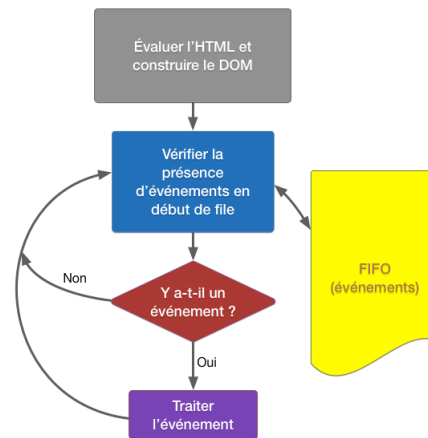 Évaluer l'HTML et
construire le DOM
Vérifier la
présence
d'événements en
début de file
FIFO
(événements)
Non
Y a-t-il un
événement ?
Oui
Traiter
l'événement